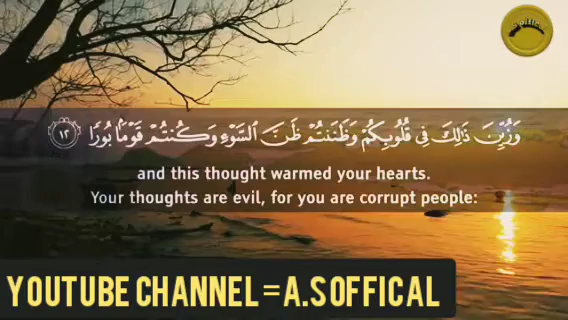 وَزُيِّنَ ذَٰلِكَ فِي قُلُوبِكُمْ وَظَنَنتُمْ ظَنَّ ٱلسَّوْءِ وَكُنتُمْ قَوْمًۢا بُورًا ١٢
and this thought warmed your hearts.
Your thoughts are evil, for you are corrupt people:
YOUTUBE CHANNEL = A.S OFFICAL